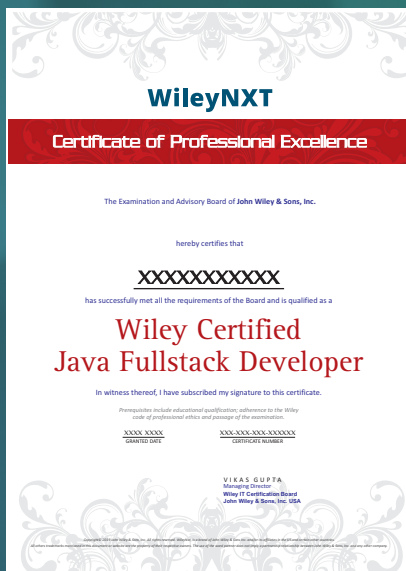 WileyNXT
Certificate of Professional Excellence
The Examination and Advisory Board of John Wiley & Sons, Inc.
hereby certifies that
XXXXXXXXXXX
has successfully met all the requirements of the Board and is qualified as a
Wiley Certified
Java Fullstack Developer
In witness thereof, I have subscribed my signature to this certificate.
Prerequisites include educational qualification; adherence to the Wiley
code of professional ethics and passage of the examination.
XXXX XXXX XXX-XXX-XXX-XXXXXX
GRANTED DATE CERTIFICATE NUMBER
VIKAS GUPTA
Managing Director
Wiley IT Certification Board
John Wiley & Sons, Inc. USA